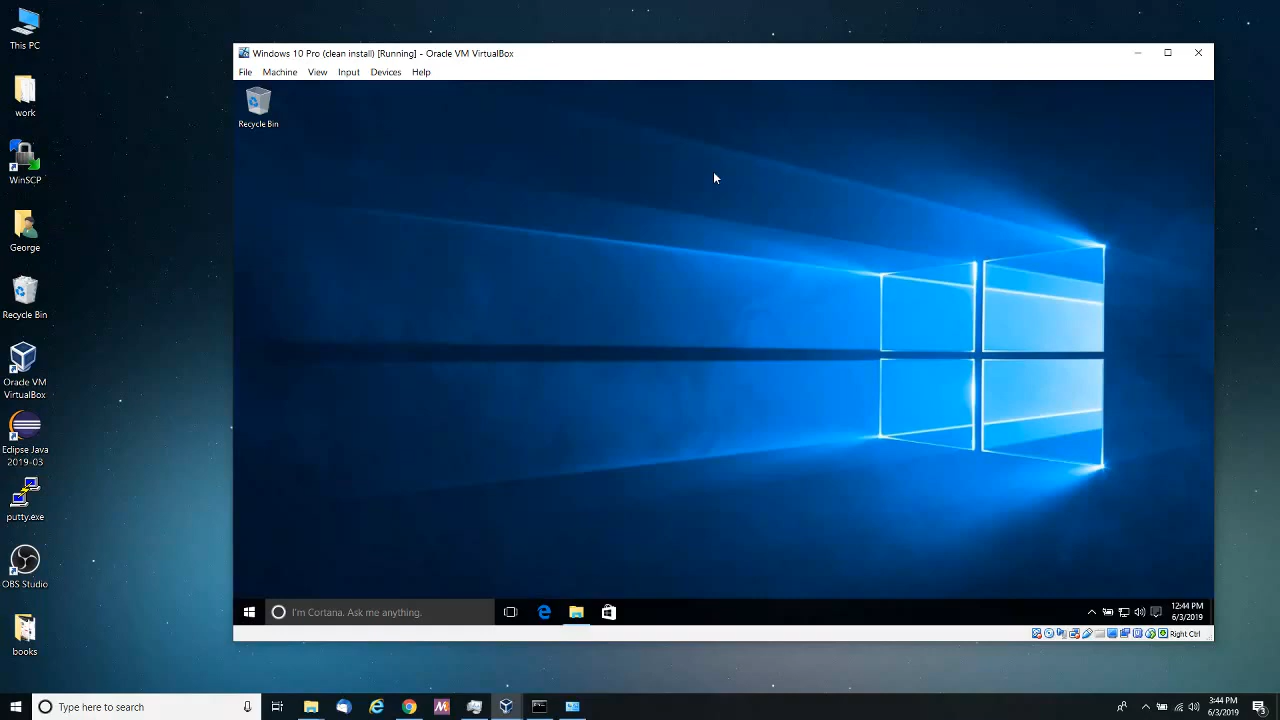 This PC
work
WinSCP
George
Recycle Bin
Oracle VM
VirtualBox
Edipse Java
2019-03
putty.exe
OBS Studio
books
Windows 10 Pro (clean install) [Running] - Oracle VM VirtualBox
File Machine View Input Devices Help
Recycle Bin
I'm Cortana. Ask me anything.
12:44 PM
6/3/2019
Right Ctrl
Type here to search
3:44 PM
6/3/2019